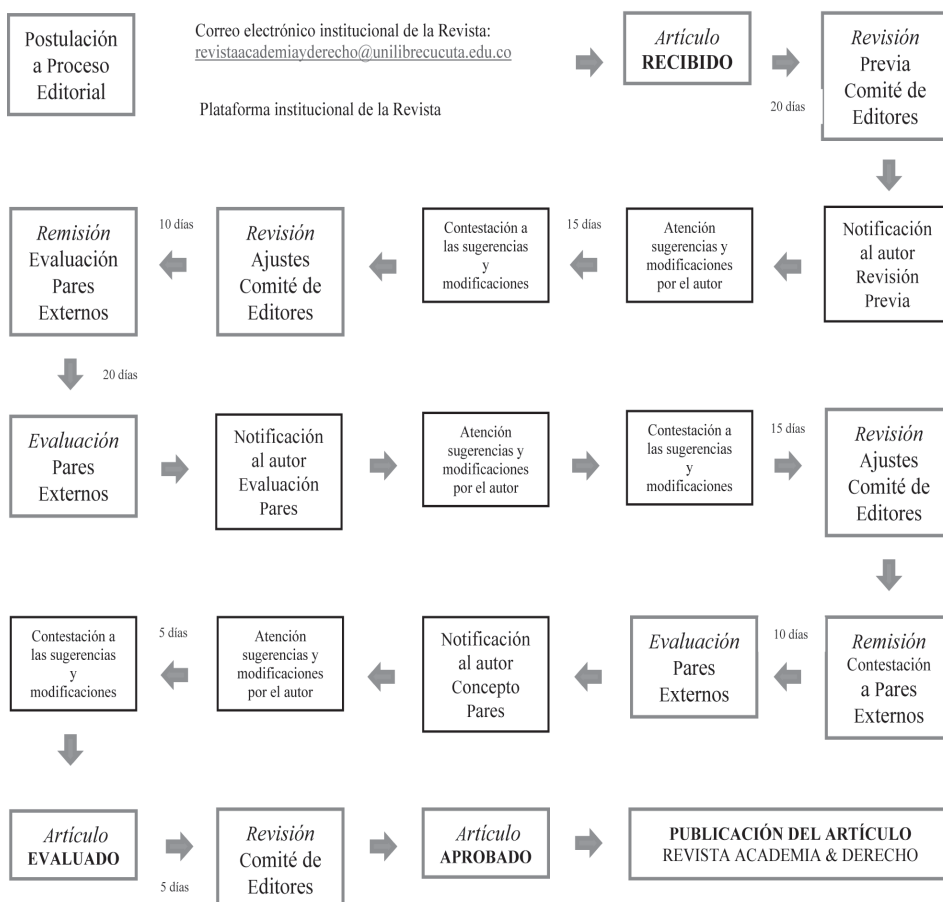 Postulación
a Proceso
Editorial
Correo electrónico institucional de la Revista:
revistaacademiayderecho@unilibrecucuta.edu.co
Plataforma institucional de la Revista
Artículo
RECIBIDO
20 días
Revisión
Previa
Comité de
Editores
Notificación
al autor
Revisión
Previa
Atención
sugerencias y
modificaciones
por el autor
15 días
Contestación a
las sugerencias
y
modificaciones
Revisión
Ajustes
Comité de
Editores
10 días
Remisión
Evaluación
Pares
Externos
20 días
Evaluación
Pares
Externos
Notificación
al autor
Evaluación
Pares
Atención
sugerencias y
modificaciones
por el autor
Contestación a
las sugerencias
y
modificaciones
15 días
Revisión
Ajustes
Comité de
Editores
Remisión
Contestación
a Pares
Externos
10 días
Evaluación
Pares
Externos
Notificación
al autor
Concepto
Pares
Atención
sugerencias y
modificaciones
por el autor
5 días
Contestación a
las sugerencias
y
modificaciones
Artículo
EVALUADO
5 días
Revisión
Comité de
Editores
Artículo
APROBADO
PUBLICACIÓN DEL ARTÍCULO
REVISTA ACADEMIA & DERECHO